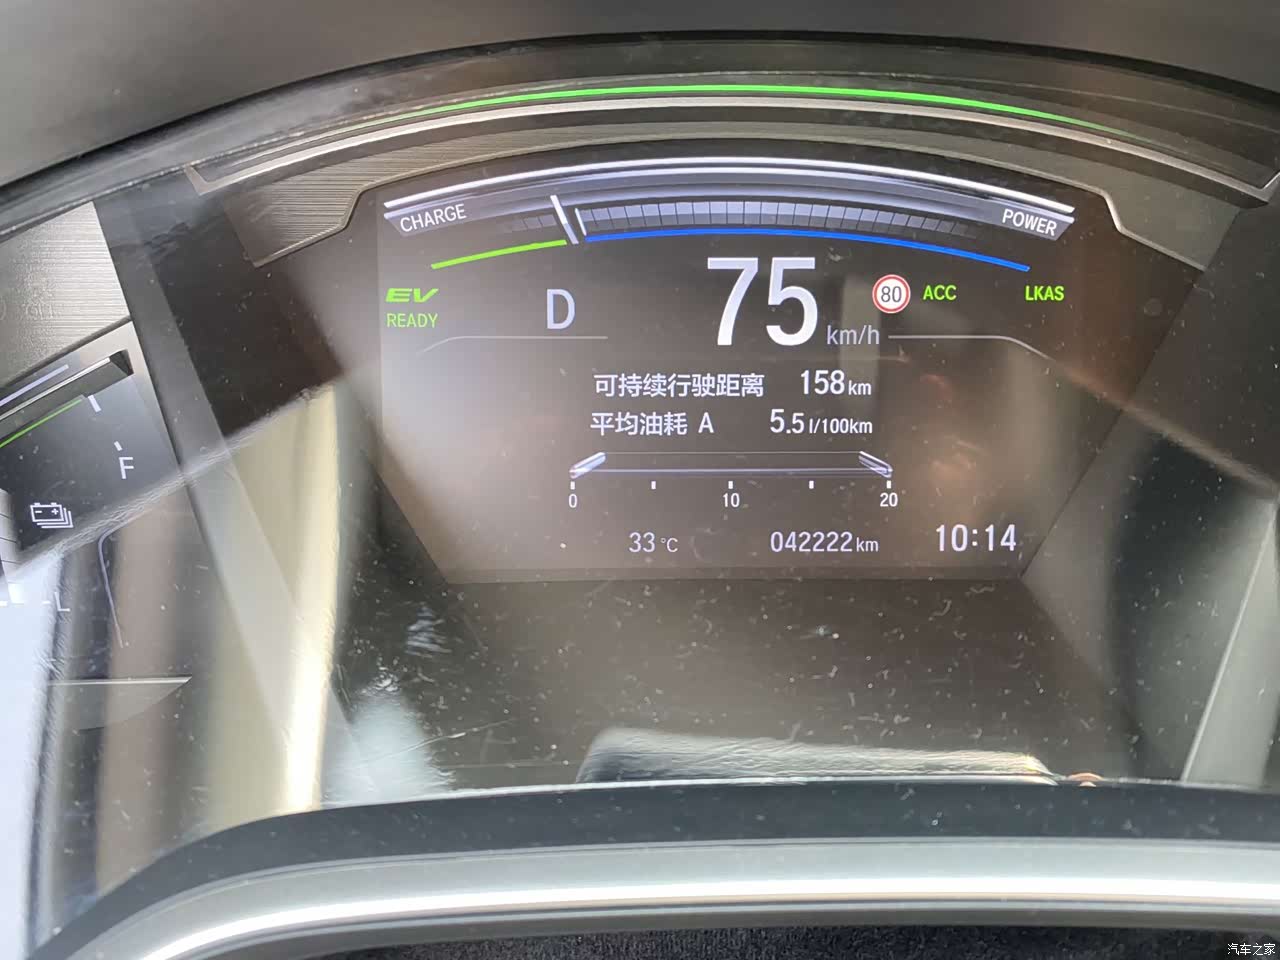 CHARGE
POWER
EV
READY
D
75 km/h
80
ACC
LKAS
可持续行驶距离 158km
平均油耗 A 5.5 l/100km
0 10 20
33°C 042222km 10:14
F
L
汽车之家